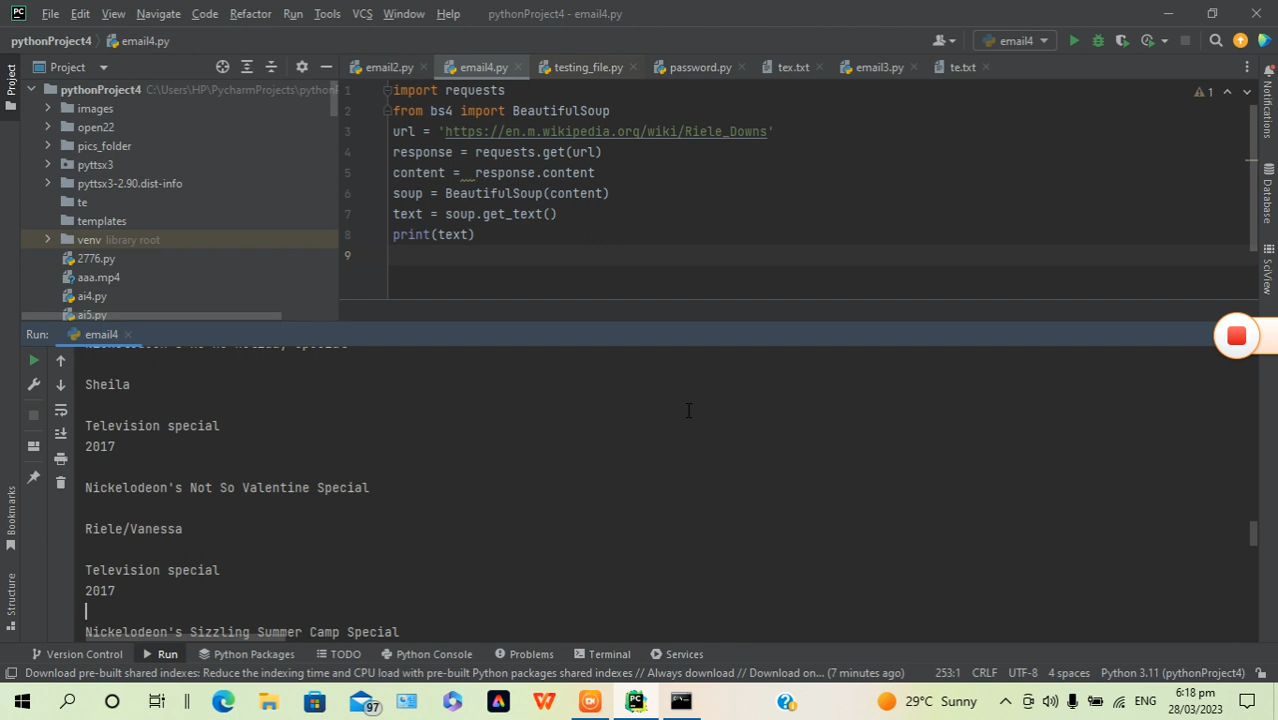 PC File Edit View Navigate Code Refactor Run Tools VCS Window Help pythonProject4 - email4.py
pythonProject4 email4.py email4
Project
Project
email2.py email4.py testing_file.py password.py tex.txt email3.py te.txt
Notifications
Database
SciView
pythonProject4 C:\Users\HP\PycharmProjects\python
images
open22
pics_folder
pyttsx3
pyttsx3-2.90.dist-info
te
templates
venv library root
2776.py
aaa.mp4
ai4.py
ai5.py
1 import requests
2 from bs4 import BeautifulSoup
3 url = 'https://en.m.wikipedia.org/wiki/Riele_Downs'
4 response = requests.get(url)
5 content =  response.content
6 soup = BeautifulSoup(content)
7 text = soup.get_text()
8 print(text)
9
1
Run: email4
Sheila
Television special
2017
Nickelodeon's Not So Valentine Special
Riele/Vanessa
Television special
2017
Nickelodeon's Sizzling Summer Camp Special
Bookmarks
Structure
Version Control Run Python Packages TODO Python Console Problems Terminal Services
Download pre-built shared indexes: Reduce the indexing time and CPU load with pre-built Python packages shared indexes // Always download // Download on... (7 minutes ago) 253:1 CRLF UTF-8 4 spaces Python 3.11 (pythonProject4)
97 29°C Sunny ENG 6:18 pm
28/03/2023